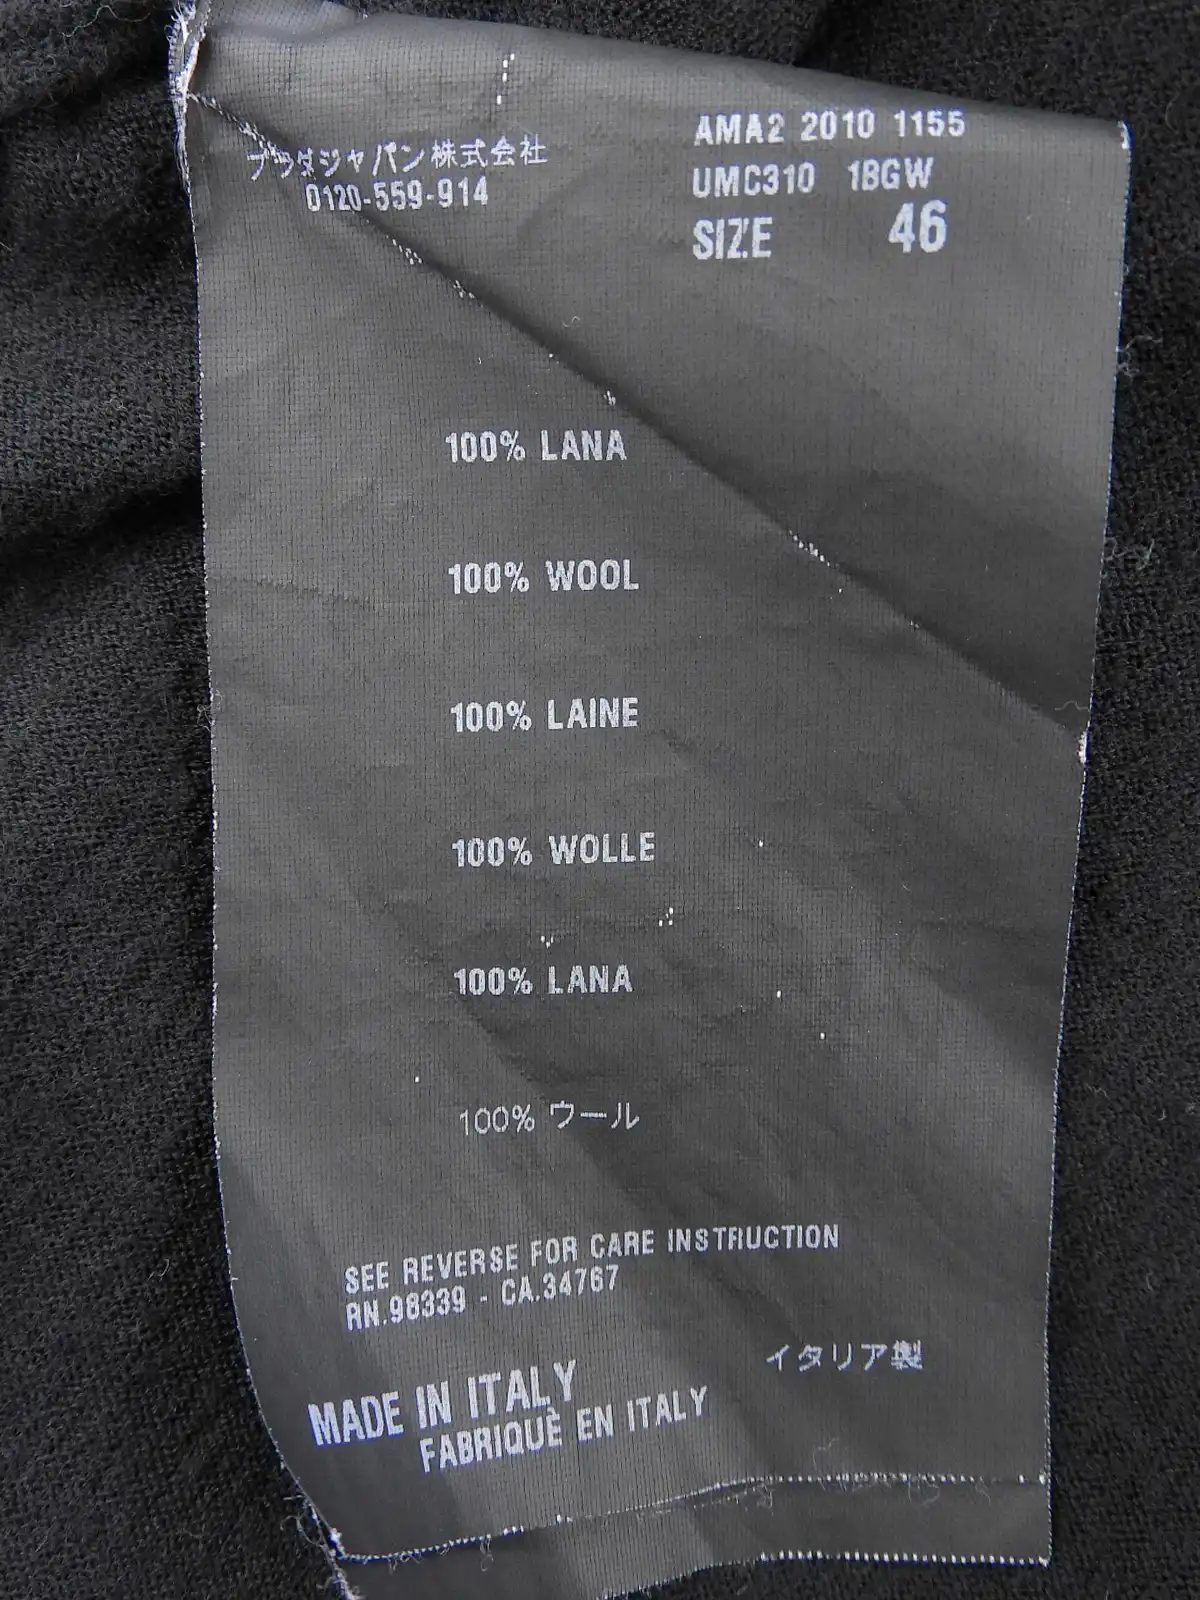 プラダジャパン株式会社
0120-559-914
AMA2 2010 1155
UMC310 1BGW
SIZE 46
100% LANA
100% WOOL
100% LAINE
100% WOLLE
100% LANA
100% ウール
SEE REVERSE FOR CARE INSTRUCTION
RN.98339 - CA.34767
イタリア製
MADE IN ITALY
FABRIQUÈ EN ITALY